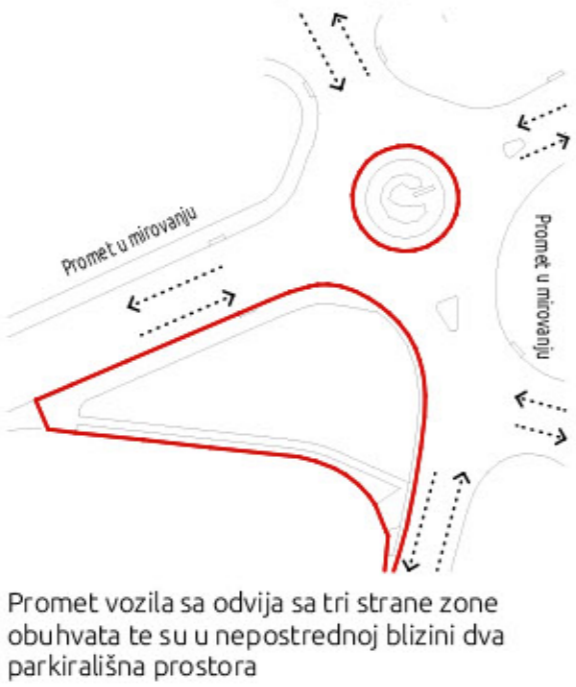 Promet u mirovanju
Promet u mirovanju
Promet vozila sa odvija sa tri strane zone
obuhvata te su u nepostrednoj blizini dva
parkirališna prostora